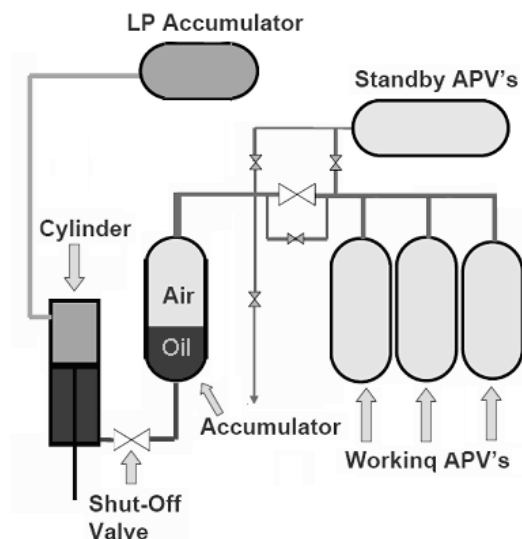 LP Accumulator
Standby APV's
Cylinder
Air
Oil
Accumulator
Workinq APV's
Shut-Off
Valve